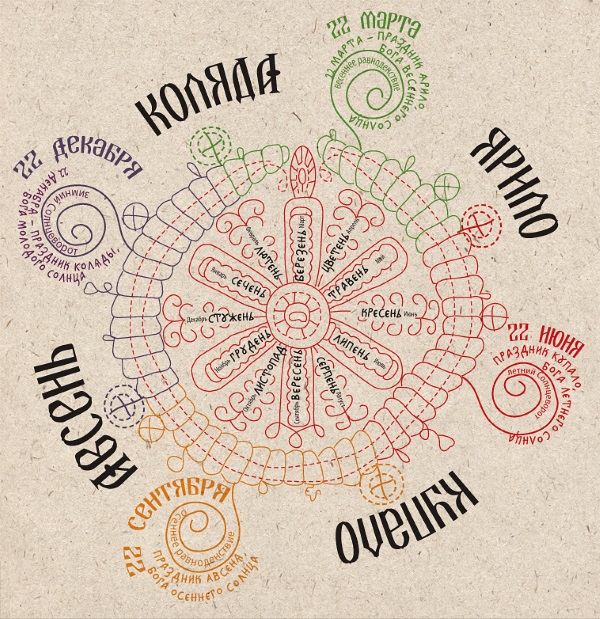 КОЛЯДА
ЯРИЛО
КУПАЛО
АВСЕНЬ
22 МАРТА
22 МАРТА - ПРАЗДНИК ЯРИЛО,
БОГА ВЕСЕННЕГО СОЛНЦА
весеннее равноденствие
22 ИЮНЯ
ПРАЗДНИК КУПАЛО,
БОГА ЛЕТНЕГО СОЛНЦА
Летний Солнцеворот
22 СЕНТЯБРЯ
осеннее равноденствие
ПРАЗДНИК АВСЕНЯ
БОГА ОСЕННЕГО СОЛНЦА
22 ДЕКАБРЯ
22 ДЕКАБРЯ - ПРАЗДНИК КОЛЯДЫ,
БОГА МОЛОДОГО СОЛНЦА
зимний Солнцеворот
БЕРЕЗЕНЬ Март
ЦВЕТЕНЬ Апрель
ТРАВЕНЬ Май
КРЕСЕНЬ Июнь
ЛИПЕНЬ Июль
СЕРПЕНЬ Август
Сентябрь ВЕРЕСЕНЬ
Октябрь ЛИСТОПАД
Ноябрь ГРУДЕНЬ
Декабрь СТУЖЕНЬ
Январь СЕЧЕНЬ
Февраль ЛЮТЕНЬ